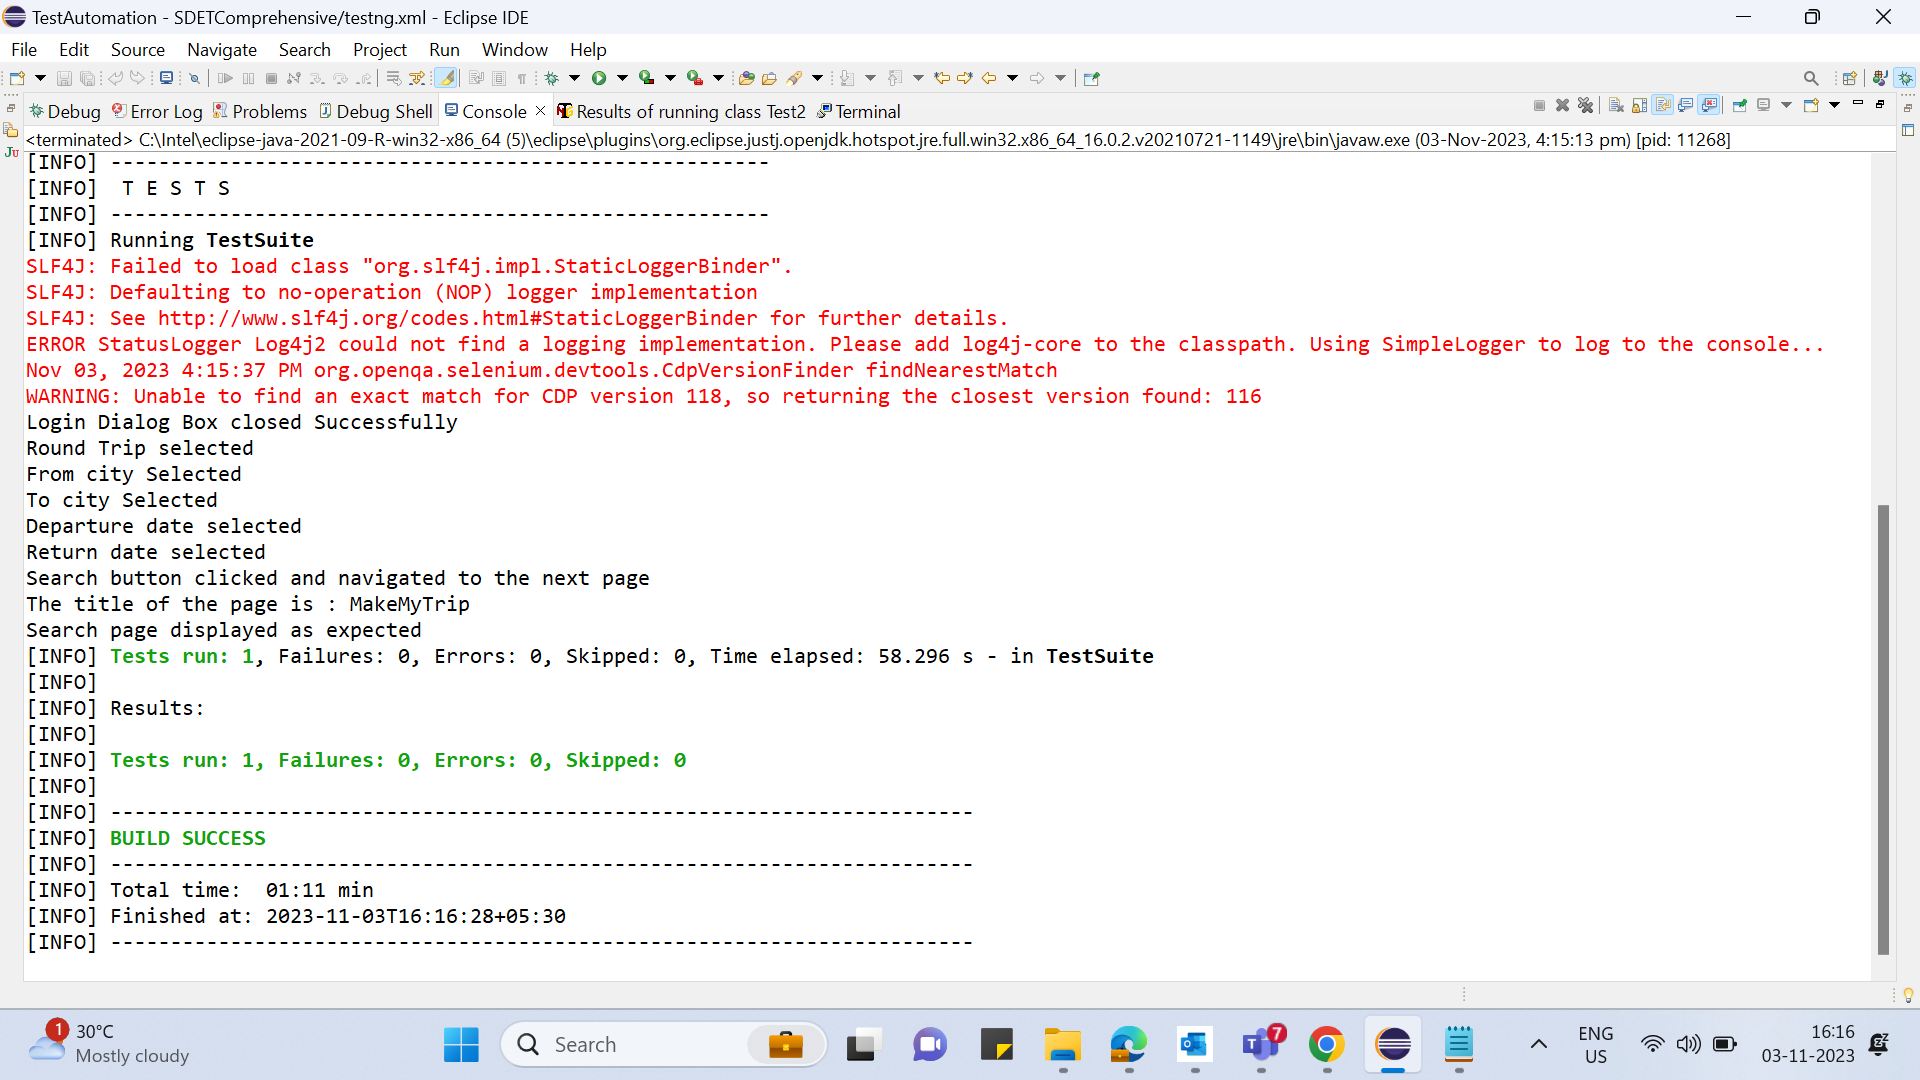 TestAutomation - SDETComprehensive/testng.xml - Eclipse IDE
File Edit Source Navigate Search Project Run Window Help
Debug Error Log Problems Debug Shell Console Results of running class Test2 Terminal
<terminated> C:\Intel\eclipse-java-2021-09-R-win32-x86_64 (5)\eclipse\plugins\org.eclipse.justj.openjdk.hotspot.jre.full.win32.x86_64_16.0.2.v20210721-1149\jre\bin\javaw.exe (03-Nov-2023, 4:15:13 pm) [pid: 11268]
[INFO] -------------------------------------------------------
[INFO]  T E S T S
[INFO] -------------------------------------------------------
[INFO] Running TestSuite
SLF4J: Failed to load class "org.slf4j.impl.StaticLoggerBinder".
SLF4J: Defaulting to no-operation (NOP) logger implementation
SLF4J: See http://www.slf4j.org/codes.html#StaticLoggerBinder for further details.
ERROR StatusLogger Log4j2 could not find a logging implementation. Please add log4j-core to the classpath. Using SimpleLogger to log to the console...
Nov 03, 2023 4:15:37 PM org.openqa.selenium.devtools.CdpVersionFinder findNearestMatch
WARNING: Unable to find an exact match for CDP version 118, so returning the closest version found: 116
Login Dialog Box closed Successfully
Round Trip selected
From city Selected
To city Selected
Departure date selected
Return date selected
Search button clicked and navigated to the next page
The title of the page is : MakeMyTrip
Search page displayed as expected
[INFO] Tests run: 1, Failures: 0, Errors: 0, Skipped: 0, Time elapsed: 58.296 s - in TestSuite
[INFO]
[INFO] Results:
[INFO]
[INFO] Tests run: 1, Failures: 0, Errors: 0, Skipped: 0
[INFO]
[INFO] ------------------------------------------------------------------------
[INFO] BUILD SUCCESS
[INFO] ------------------------------------------------------------------------
[INFO] Total time:  01:11 min
[INFO] Finished at: 2023-11-03T16:16:28+05:30
[INFO] ------------------------------------------------------------------------
1
30°C
Mostly cloudy
Search
7
ENG
US
16:16
03-11-2023